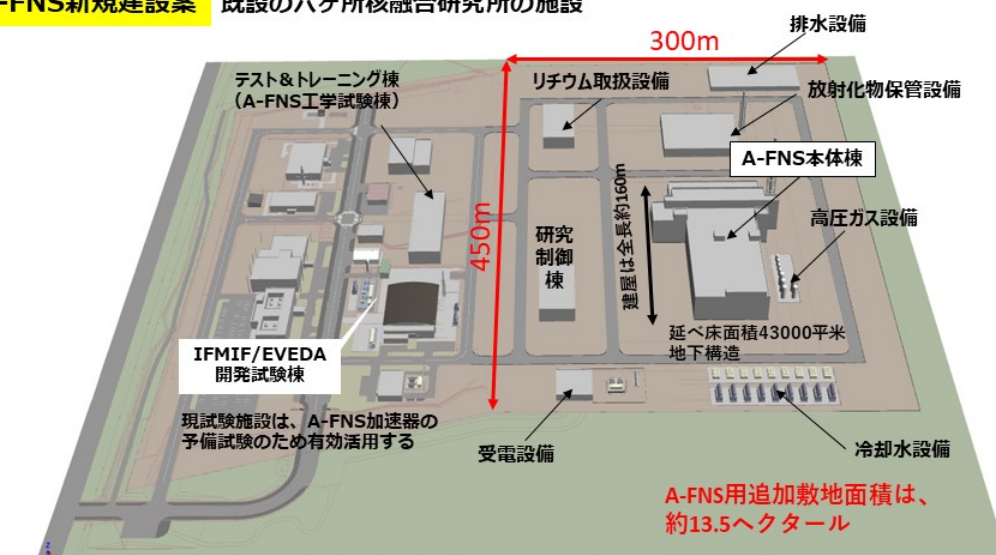 -FNS新規建設案 既設の六ケ所核融合研究所の施設
排水設備
300m
テスト＆トレーニング棟
（A-FNS工学試験棟）
リチウム取扱設備
放射化物保管設備
A-FNS本体棟
450m
研究
制御
棟
建屋は全長約160m
高圧ガス設備
延べ床面積43000平米
地下構造
IFMIF/EVEDA
開発試験棟
現試験施設は、A-FNS加速器の
予備試験のため有効活用する
受電設備
冷却水設備
A-FNS用追加敷地面積は、
約13.5ヘクタール